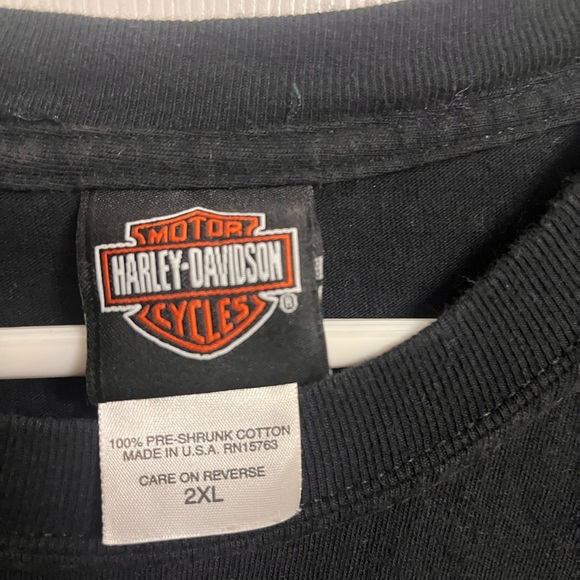 MOTOR
HARLEY-DAVIDSON
CYCLES
®
100% PRE-SHRUNK COTTON
MADE IN U.S.A. RN15763
CARE ON REVERSE
2XL